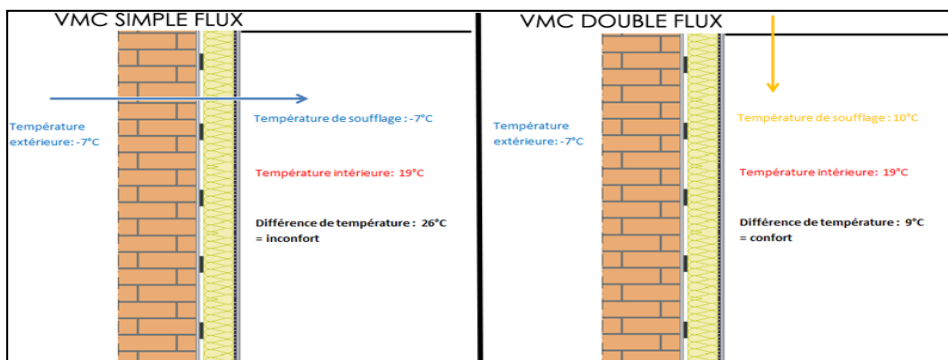 VMC SIMPLE FLUX
Température
extérieure: -7°C
Température de soufflage : -7°C
Température intérieure: 19°C
Différence de température : 26°C
= inconfort
VMC DOUBLE FLUX
Température
extérieure: -7°C
Température de soufflage : 10°C
Température intérieure: 19°C
Différence de température : 9°C
= confort